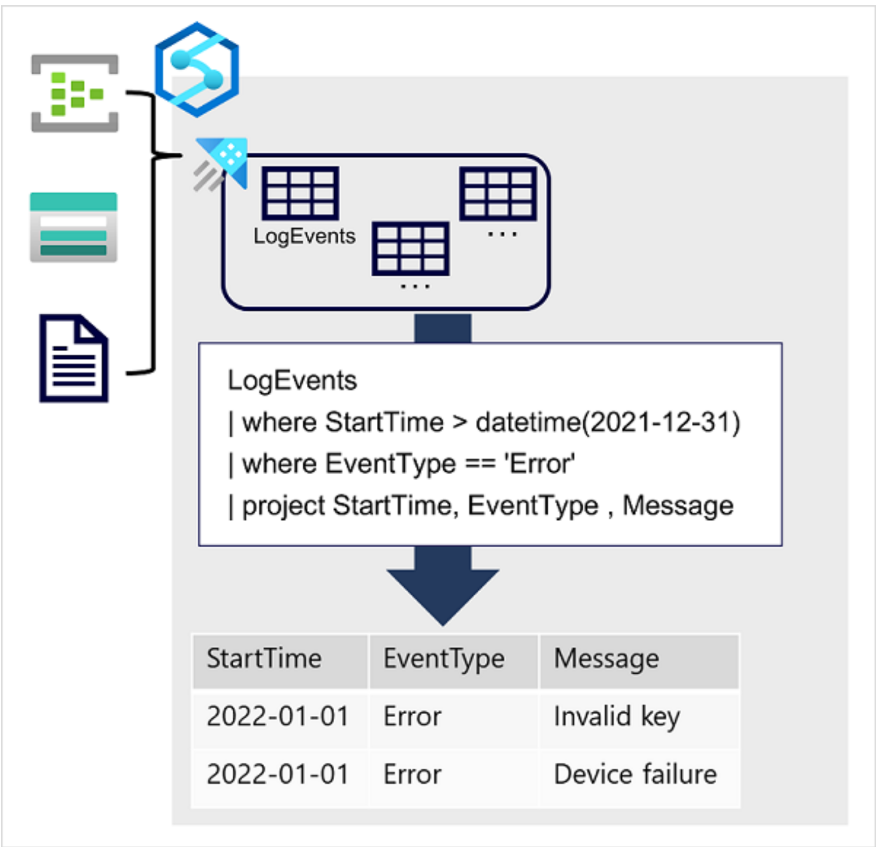 LogEvents
...
...
LogEvents
| where StartTime > datetime(2021-12-31)
| where EventType == 'Error'
| project StartTime, EventType , Message
StartTime EventType Message
2022-01-01 Error Invalid key
2022-01-01 Error Device failure